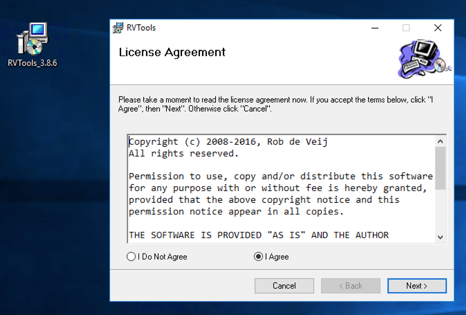 RVTools
RVTools_3.8.6
License Agreement
Please take a moment to read the license agreement now. If you accept the terms below, click "I
Agree", then "Next". Otherwise click "Cancel".
Copyright (c) 2008-2016, Rob de Veij
All rights reserved.
Permission to use, copy and/or distribute this software
for any purpose with or without fee is hereby granted,
provided that the above copyright notice and this
permission notice appear in all copies.
THE SOFTWARE IS PROVIDED "AS IS" AND THE AUTHOR
I Do Not Agree
I Agree
Cancel
< Back
Next >